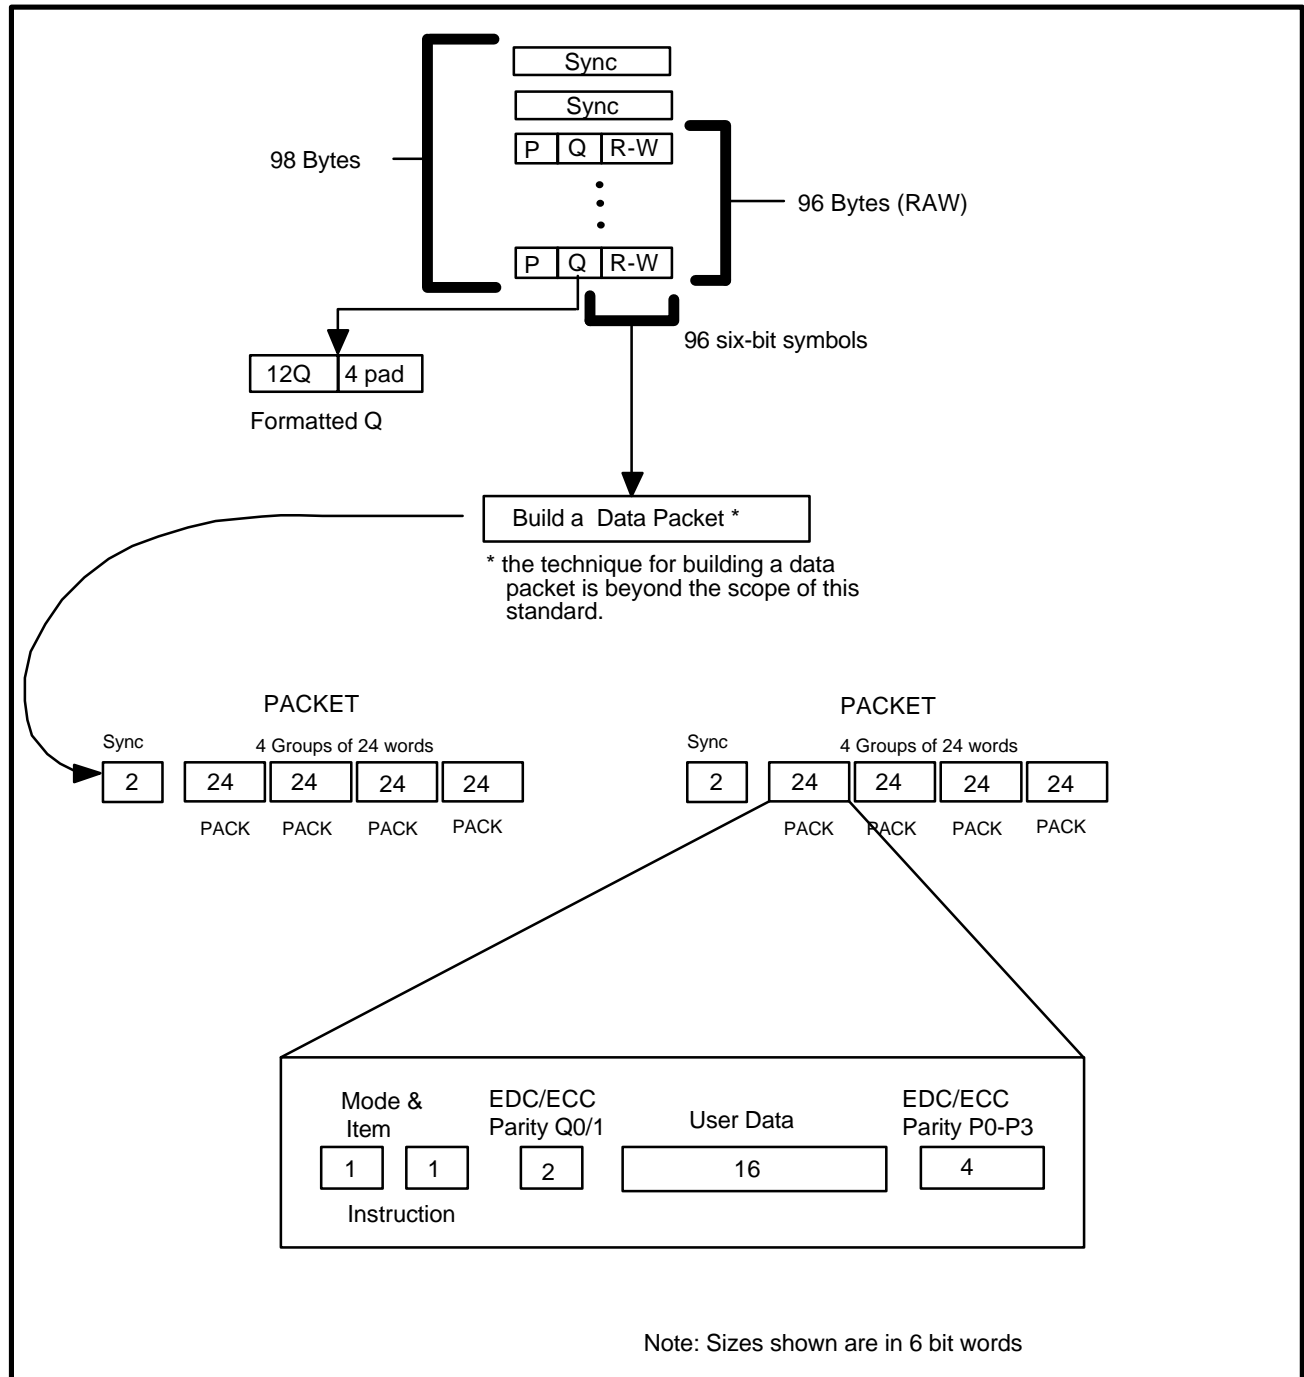 Sync
Sync
P Q R-W
98 Bytes
96 Bytes (RAW)
P Q R-W
96 six-bit symbols
12Q 4 pad
Formatted Q
Build a Data Packet *
* the technique for building a data
packet is beyond the scope of this
standard.
PACKET
Sync 4 Groups of 24 words
2 24 24 24 24
PACK PACK PACK PACK
PACKET
Sync 4 Groups of 24 words
2 24 24 24 24
PACK PACK PACK PACK
Mode &
Item
EDC/ECC
Parity Q0/1
User Data
EDC/ECC
Parity P0-P3
1 1 2 16 4
Instruction
Note: Sizes shown are in 6 bit words